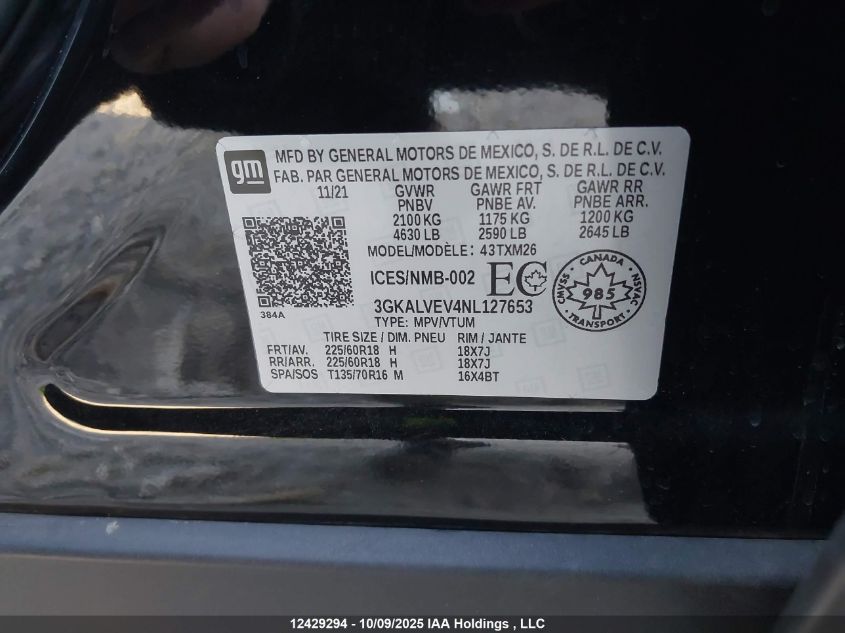 gm
MFD BY GENERAL MOTORS DE MEXICO, S. DE R.L. DE C.V.
FAB. PAR GENERAL MOTORS DE MEXICO, S. DE R.L. DE C.V.
11/21 GVWR GAWR FRT GAWR RR
PNBV PNBE AV. PNBE ARR.
2100 KG 1175 KG 1200 KG
4630 LB 2590 LB 2645 LB
MODEL/MODÈLE: 43TXM26
ICES/NMB-002 EC
CANADA
CMVSS 985 NSVAC
TRANSPORT
3GKALVEV4NL127653
384A
TYPE: MPV/VTUM
TIRE SIZE / DIM. PNEU RIM / JANTE
FRT/AV. 225/60R18 H 18X7J
RR/ARR. 225/60R18 H 18X7J
SPA/SOS T135/70R16 M 16X4BT
12429294 - 10/09/2025 IAA Holdings , LLC